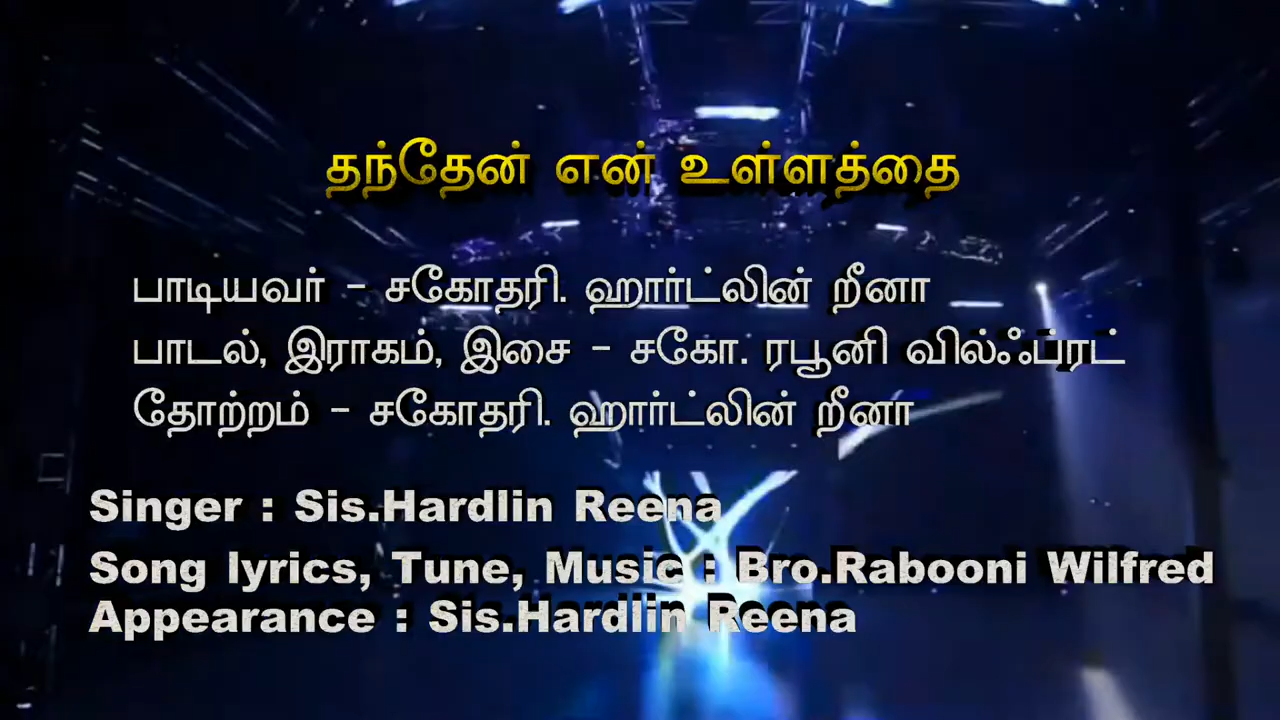 தந்தேன் என் உள்ளத்தை
பாடியவர் - சகோதரி. ஹார்ட்லின் றீனா
பாடல், இராகம், இசை - சகோ. ரபூனி வில்ஃப்ரட்
தோற்றம் - சகோதரி. ஹார்ட்லின் றீனா
Singer : Sis.Hardlin Reena
Song lyrics, Tune, Music : Bro.Rabooni Wilfred
Appearance : Sis.Hardlin Reena